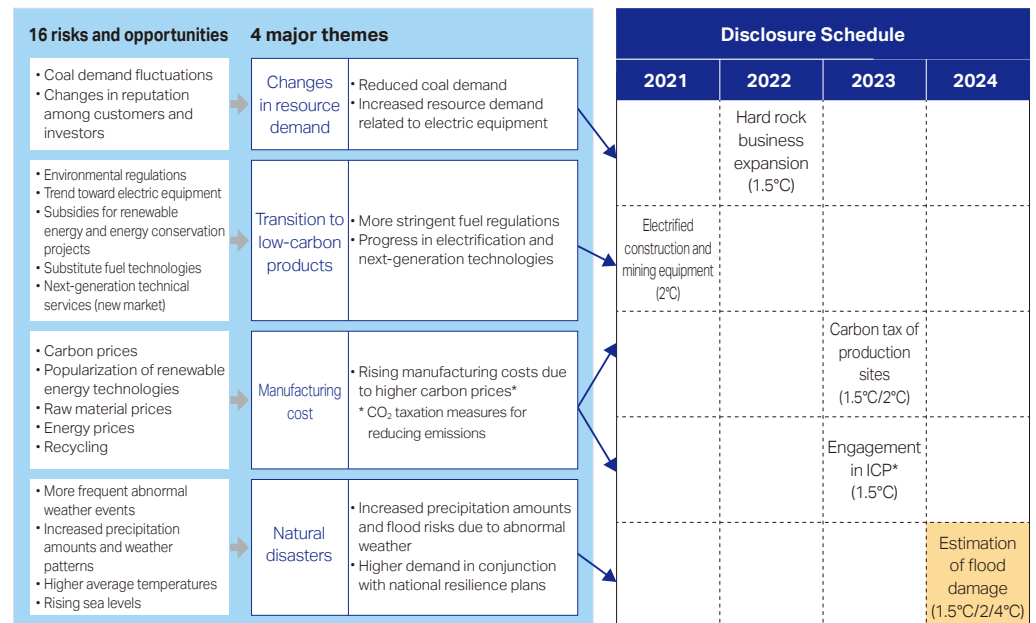 16 risks and opportunities
4 major themes
• Coal demand fluctuations
• Changes in reputation
among customers and
investors
Changes
in resource
demand
• Reduced coal demand
• Increased resource demand
related to electric equipment
• Environmental regulations
• Trend toward electric equipment
• Subsidies for renewable
energy and energy conservation
projects
• Substitute fuel technologies
• Next-generation technical
services (new market)
Transition to
low-carbon
products
• More stringent fuel regulations
• Progress in electrification and
next-generation technologies
• Carbon prices
• Popularization of renewable
energy technologies
• Raw material prices
• Energy prices
• Recycling
Manufacturing
cost
• Rising manufacturing costs due
to higher carbon prices*
* CO₂ taxation measures for
reducing emissions
• More frequent abnormal
weather events
• Increased precipitation
amounts and weather
patterns
• Higher average temperatures
• Rising sea levels
Natural
disasters
• Increased precipitation amounts
and flood risks due to abnormal
weather
• Higher demand in conjunction
with national resilience plans
Disclosure Schedule
2021
2022
2023
2024
Hard rock
business
expansion
(1.5°C)
Electrified
construction and
mining equipment
(2°C)
Carbon tax of
production
sites
(1.5°C/2°C)
Engagement
in ICP*
(1.5°C)
Estimation
of flood
damage
(1.5°C/2/4°C)